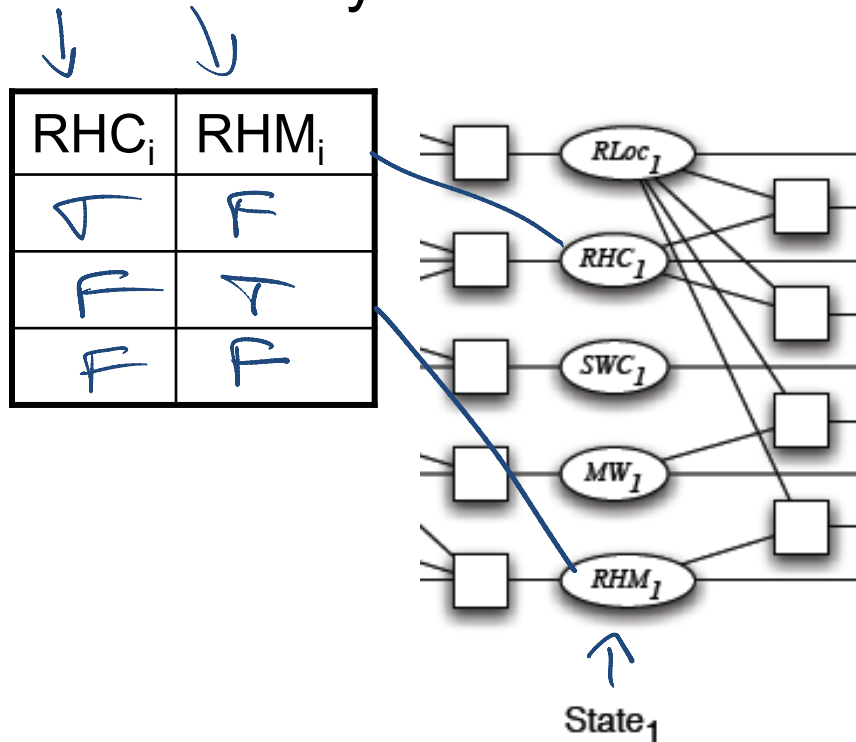 RHCᵢ RHMᵢ
T F
F T
F F
RLoc₁
RHC₁
SWC₁
MW₁
RHM₁
State₁